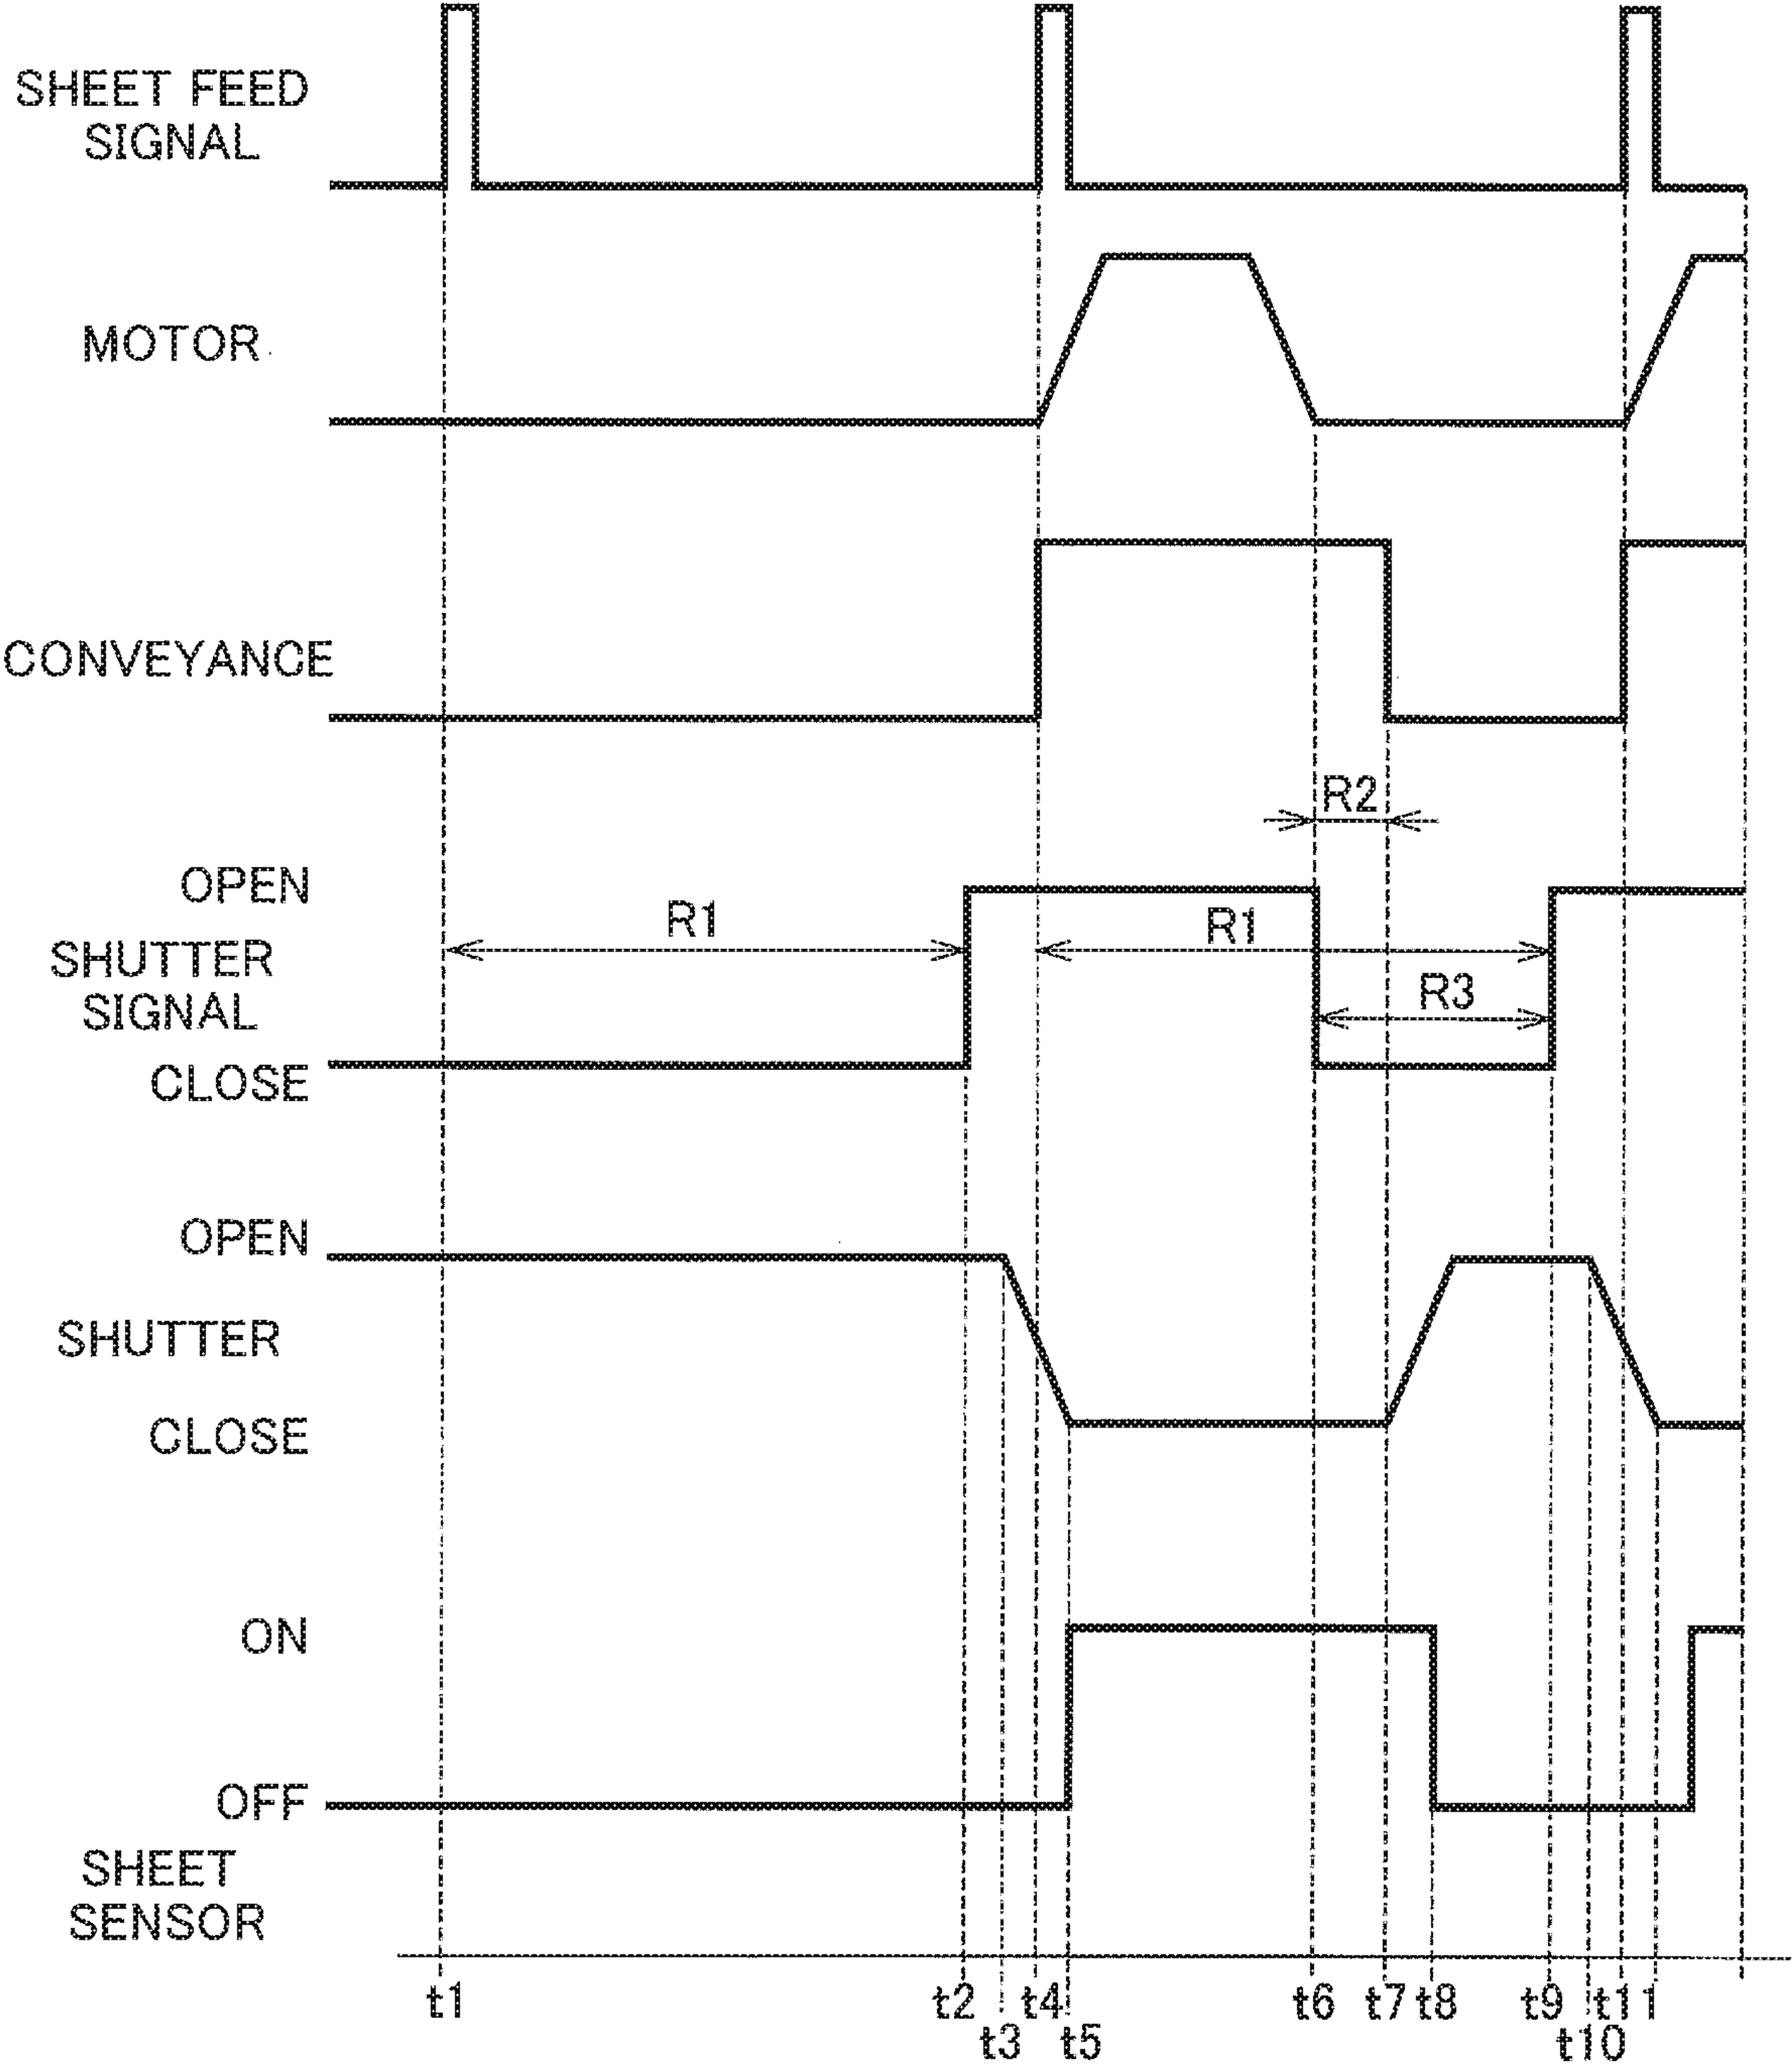 SHEET FEED
SIGNAL
MOTOR
CONVEYANCE
R2
OPEN
R1 R1
SHUTTER
SIGNAL
R3
CLOSE
OPEN
SHUTTER
CLOSE
ON
OFF
SHEET
SENSOR
t1 t2 t4 t6 t7 t8 t9 t11
t3 t5 t10